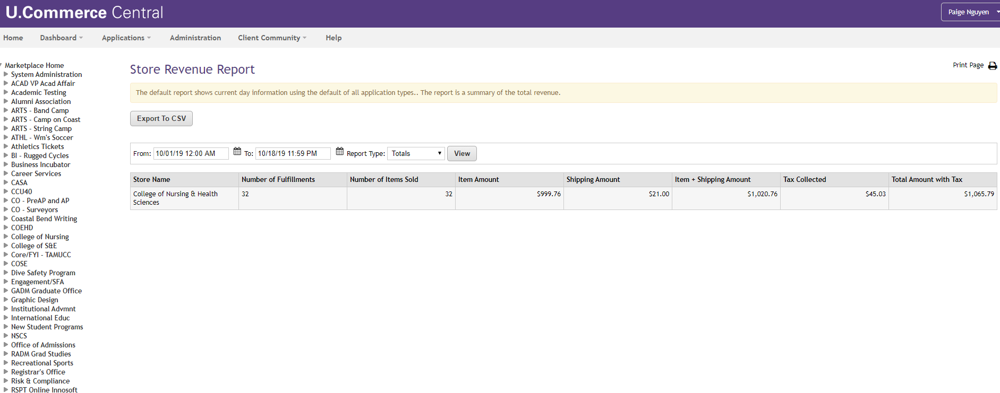 U.Commerce Central
Paige Nguyen
Home Dashboard Applications Administration Client Community Help
Marketplace Home
System Administration
ACAD VP Acad Affair
Academic Testing
Alumni Association
ARTS - Band Camp
ARTS - Camp on Coast
ARTS - String Camp
ATHL - Wm's Soccer
Athletics Tickets
BI - Rugged Cycles
Business Incubator
Career Services
CASA
CCU40
CO - PreAP and AP
CO - Surveyors
Coastal Bend Writing
COEHD
College of Nursing
College of S&E
Core/FYI - TAMUCC
COSE
Dive Safety Program
Engagement/SFA
GADM Graduate Office
Graphic Design
Institutional Advmnt
International Educ
New Student Programs
NSCS
Office of Admissions
RADM Grad Studies
Recreational Sports
Registrar's Office
Risk & Compliance
RSPT Online Innosoft
Store Revenue Report
Print Page
The default report shows current day information using the default of all application types.. The report is a summary of the total revenue.
Export To CSV
From: 10/01/19 12:00 AM To: 10/18/19 11:59 PM Report Type: Totals View
Store Name Number of Fulfillments Number of Items Sold Item Amount Shipping Amount Item + Shipping Amount Tax Collected Total Amount with Tax
College of Nursing & Health 32 32 $999.76 $21.00 $1,020.76 $45.03 $1,065.79
Sciences